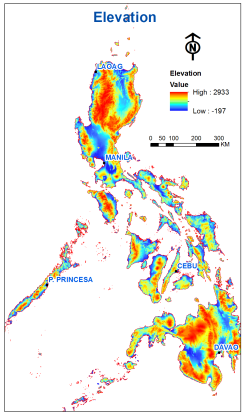 Elevation
N
LAOAG
Elevation
Value
High : 2933
Low : -197
0 50 100 200 300
KM
MANILA
CEBU
P. PRINCESA
DAVAO